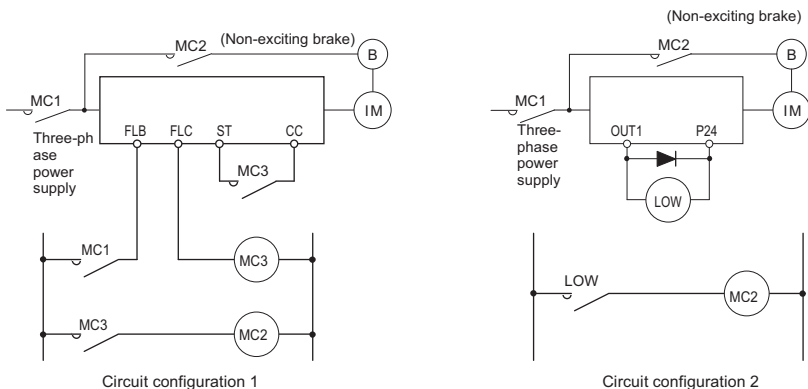 MC2
(Non-exciting brake)
B
MC1
IM
Three-ph
ase
power
supply
FLB
FLC
ST
CC
MC3
MC1
MC3
MC3
MC2
Circuit configuration 1
(Non-exciting brake)
MC2
B
MC1
IM
Three-
phase
power
supply
OUT1
P24
LOW
LOW
MC2
Circuit configuration 2